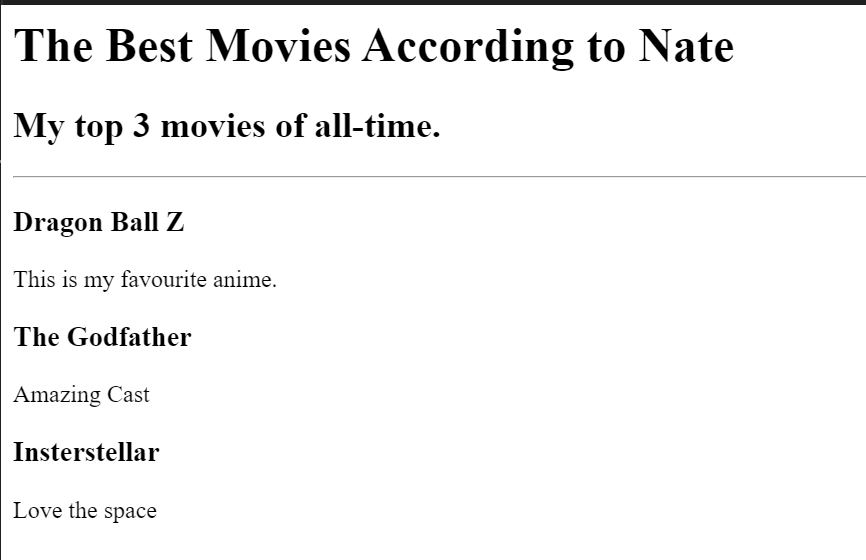 The Best Movies According to Nate
My top 3 movies of all-time.
Dragon Ball Z
This is my favourite anime.
The Godfather
Amazing Cast
Insterstellar
Love the space